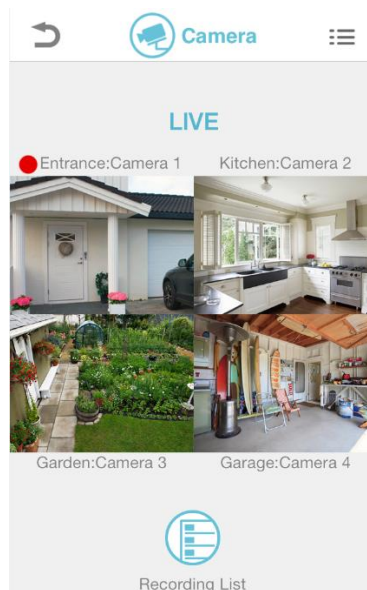 Camera
LIVE
Entrance:Camera 1
Kitchen:Camera 2
Garden:Camera 3
Garage:Camera 4
Recording List